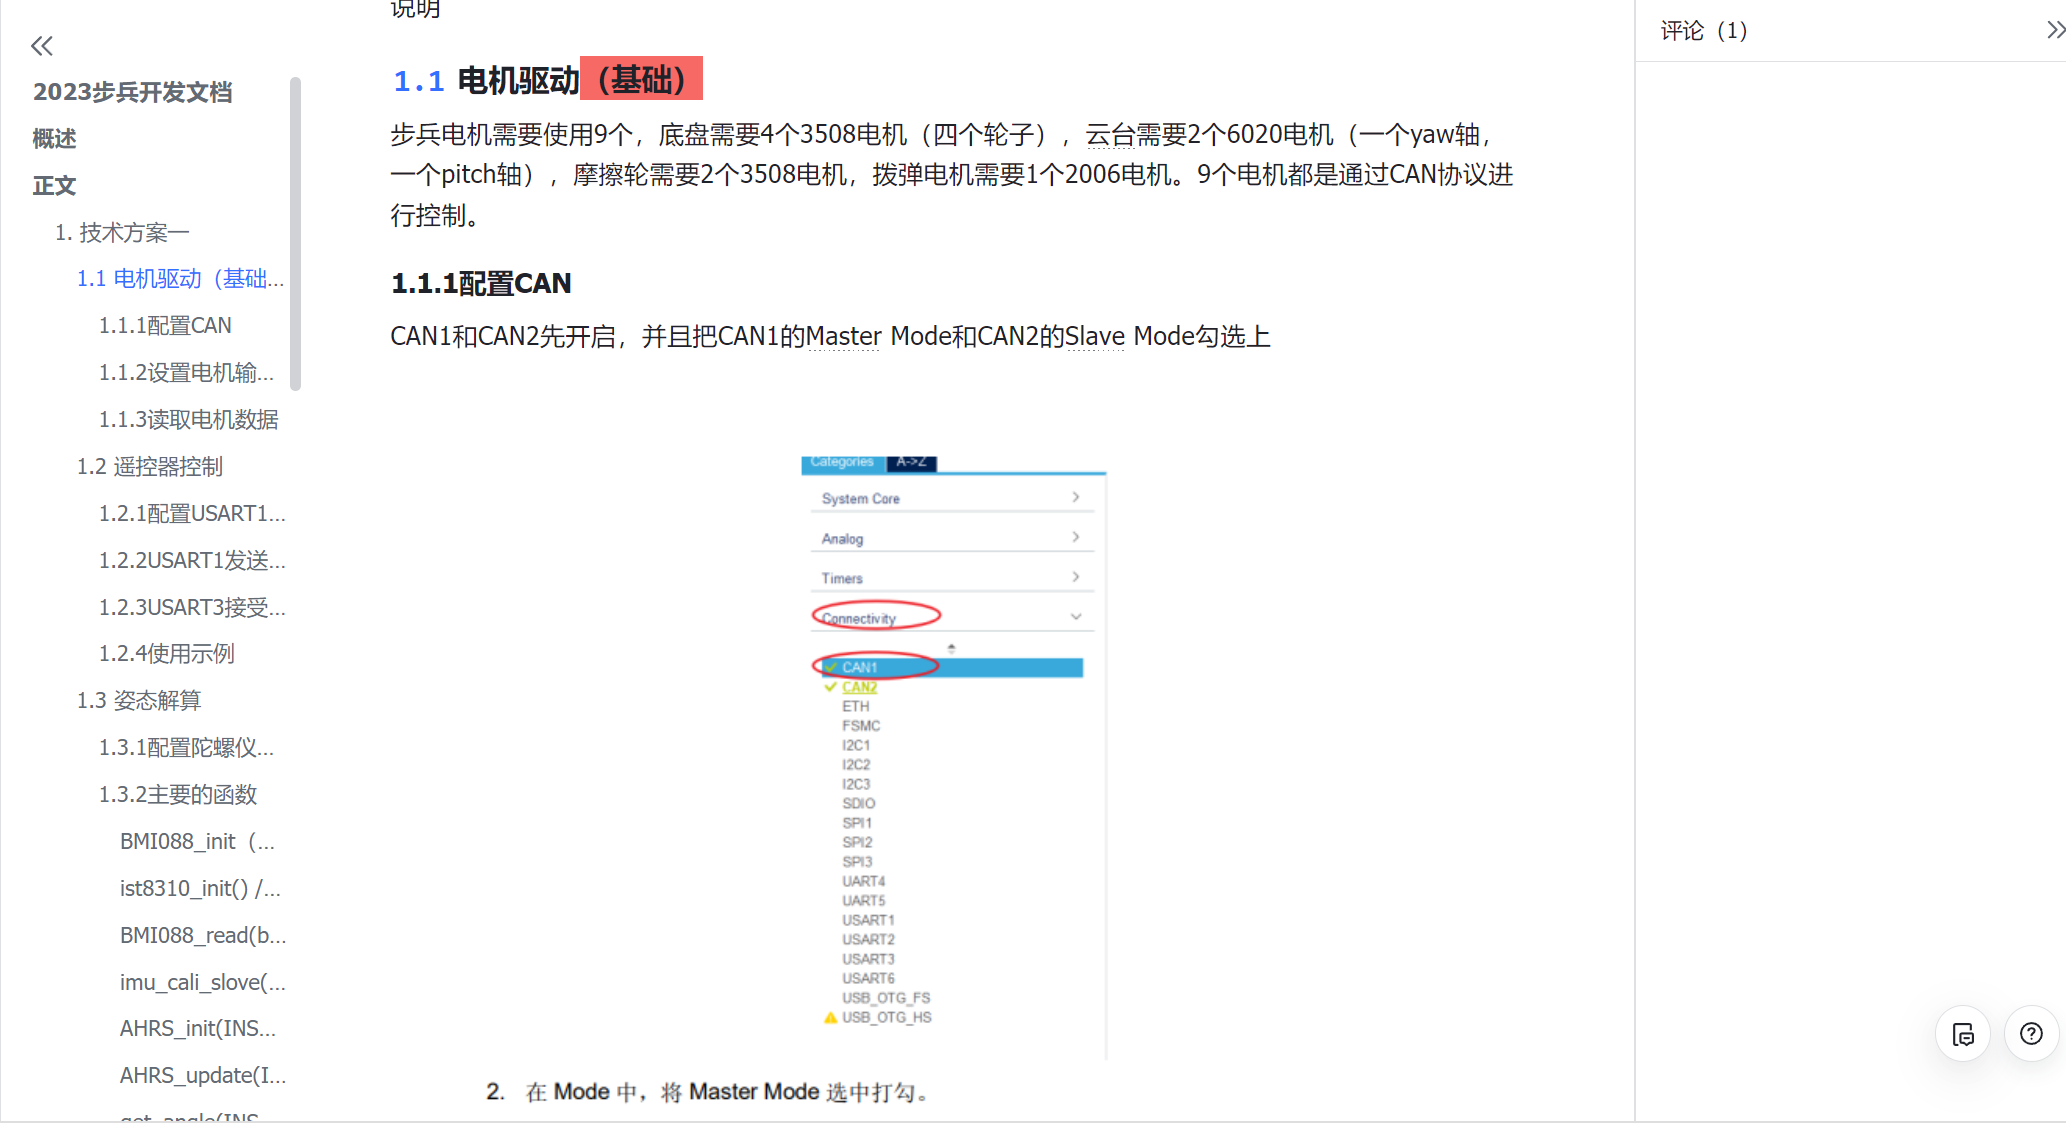 2023步兵开发文档
概述
正文
1. 技术方案一
1.1 电机驱动（基础...
1.1.1配置CAN
1.1.2设置电机输...
1.1.3读取电机数据
1.2 遥控器控制
1.2.1配置USART1...
1.2.2USART1发送...
1.2.3USART3接受...
1.2.4使用示例
1.3 姿态解算
1.3.1配置陀螺仪...
1.3.2主要的函数
BMI088_init（...
ist8310_init() /...
BMI088_read(b...
imu_cali_slove(...
AHRS_init(INS...
AHRS_update(I...
get_angle(INS
说明
1.1 电机驱动（基础）
步兵电机需要使用9个，底盘需要4个3508电机（四个轮子），云台需要2个6020电机（一个yaw轴，
一个pitch轴），摩擦轮需要2个3508电机，拨弹电机需要1个2006电机。9个电机都是通过CAN协议进
行控制。
1.1.1配置CAN
CAN1和CAN2先开启，并且把CAN1的Master Mode和CAN2的Slave Mode勾选上
Categories A->Z
System Core
Analog
Timers
Connectivity
CAN1
CAN2
ETH
FSMC
I2C1
I2C2
I2C3
SDIO
SPI1
SPI2
SPI3
UART4
UART5
USART1
USART2
USART3
USART6
USB_OTG_FS
USB_OTG_HS
2. 在 Mode 中，将 Master Mode 选中打勾。
评论（1）